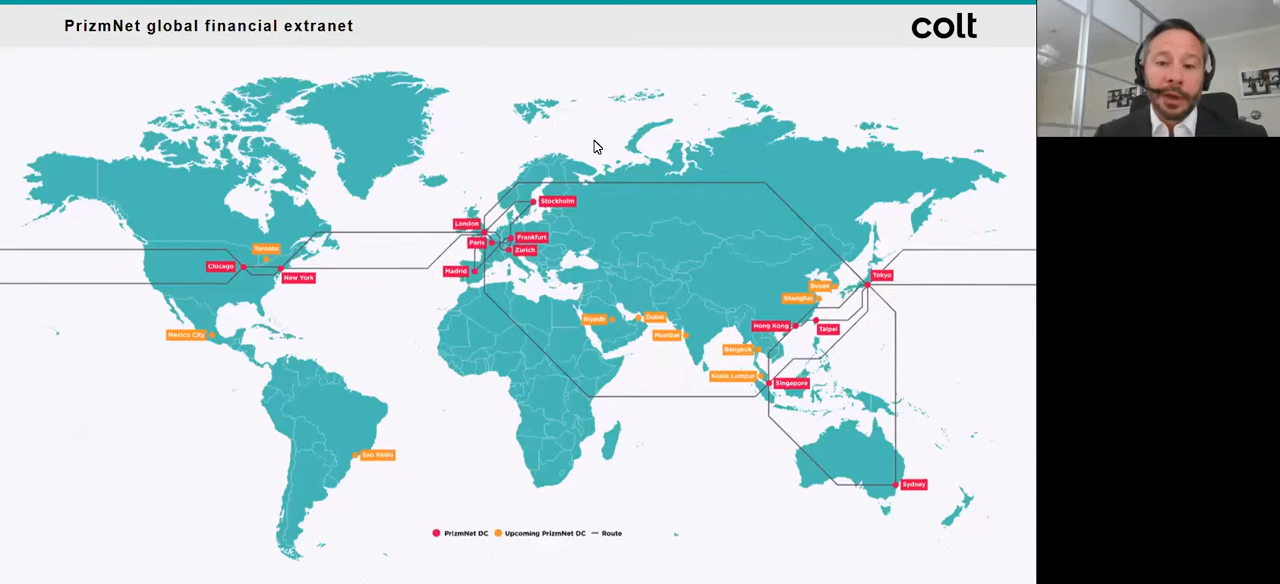 PrizmNet global financial extranet
colt
Stockholm
London
Frankfurt
Paris
Zurich
Toronto
Chicago
Madrid
New York
Tokyo
Busan
Shanghai
Riyadh
Dubai
Hong Kong
Taipei
Mexico City
Mumbai
Bangkok
Kuala Lumpur
Singapore
Sao Paulo
Sydney
PrizmNet DC
Upcoming PrizmNet DC
Route